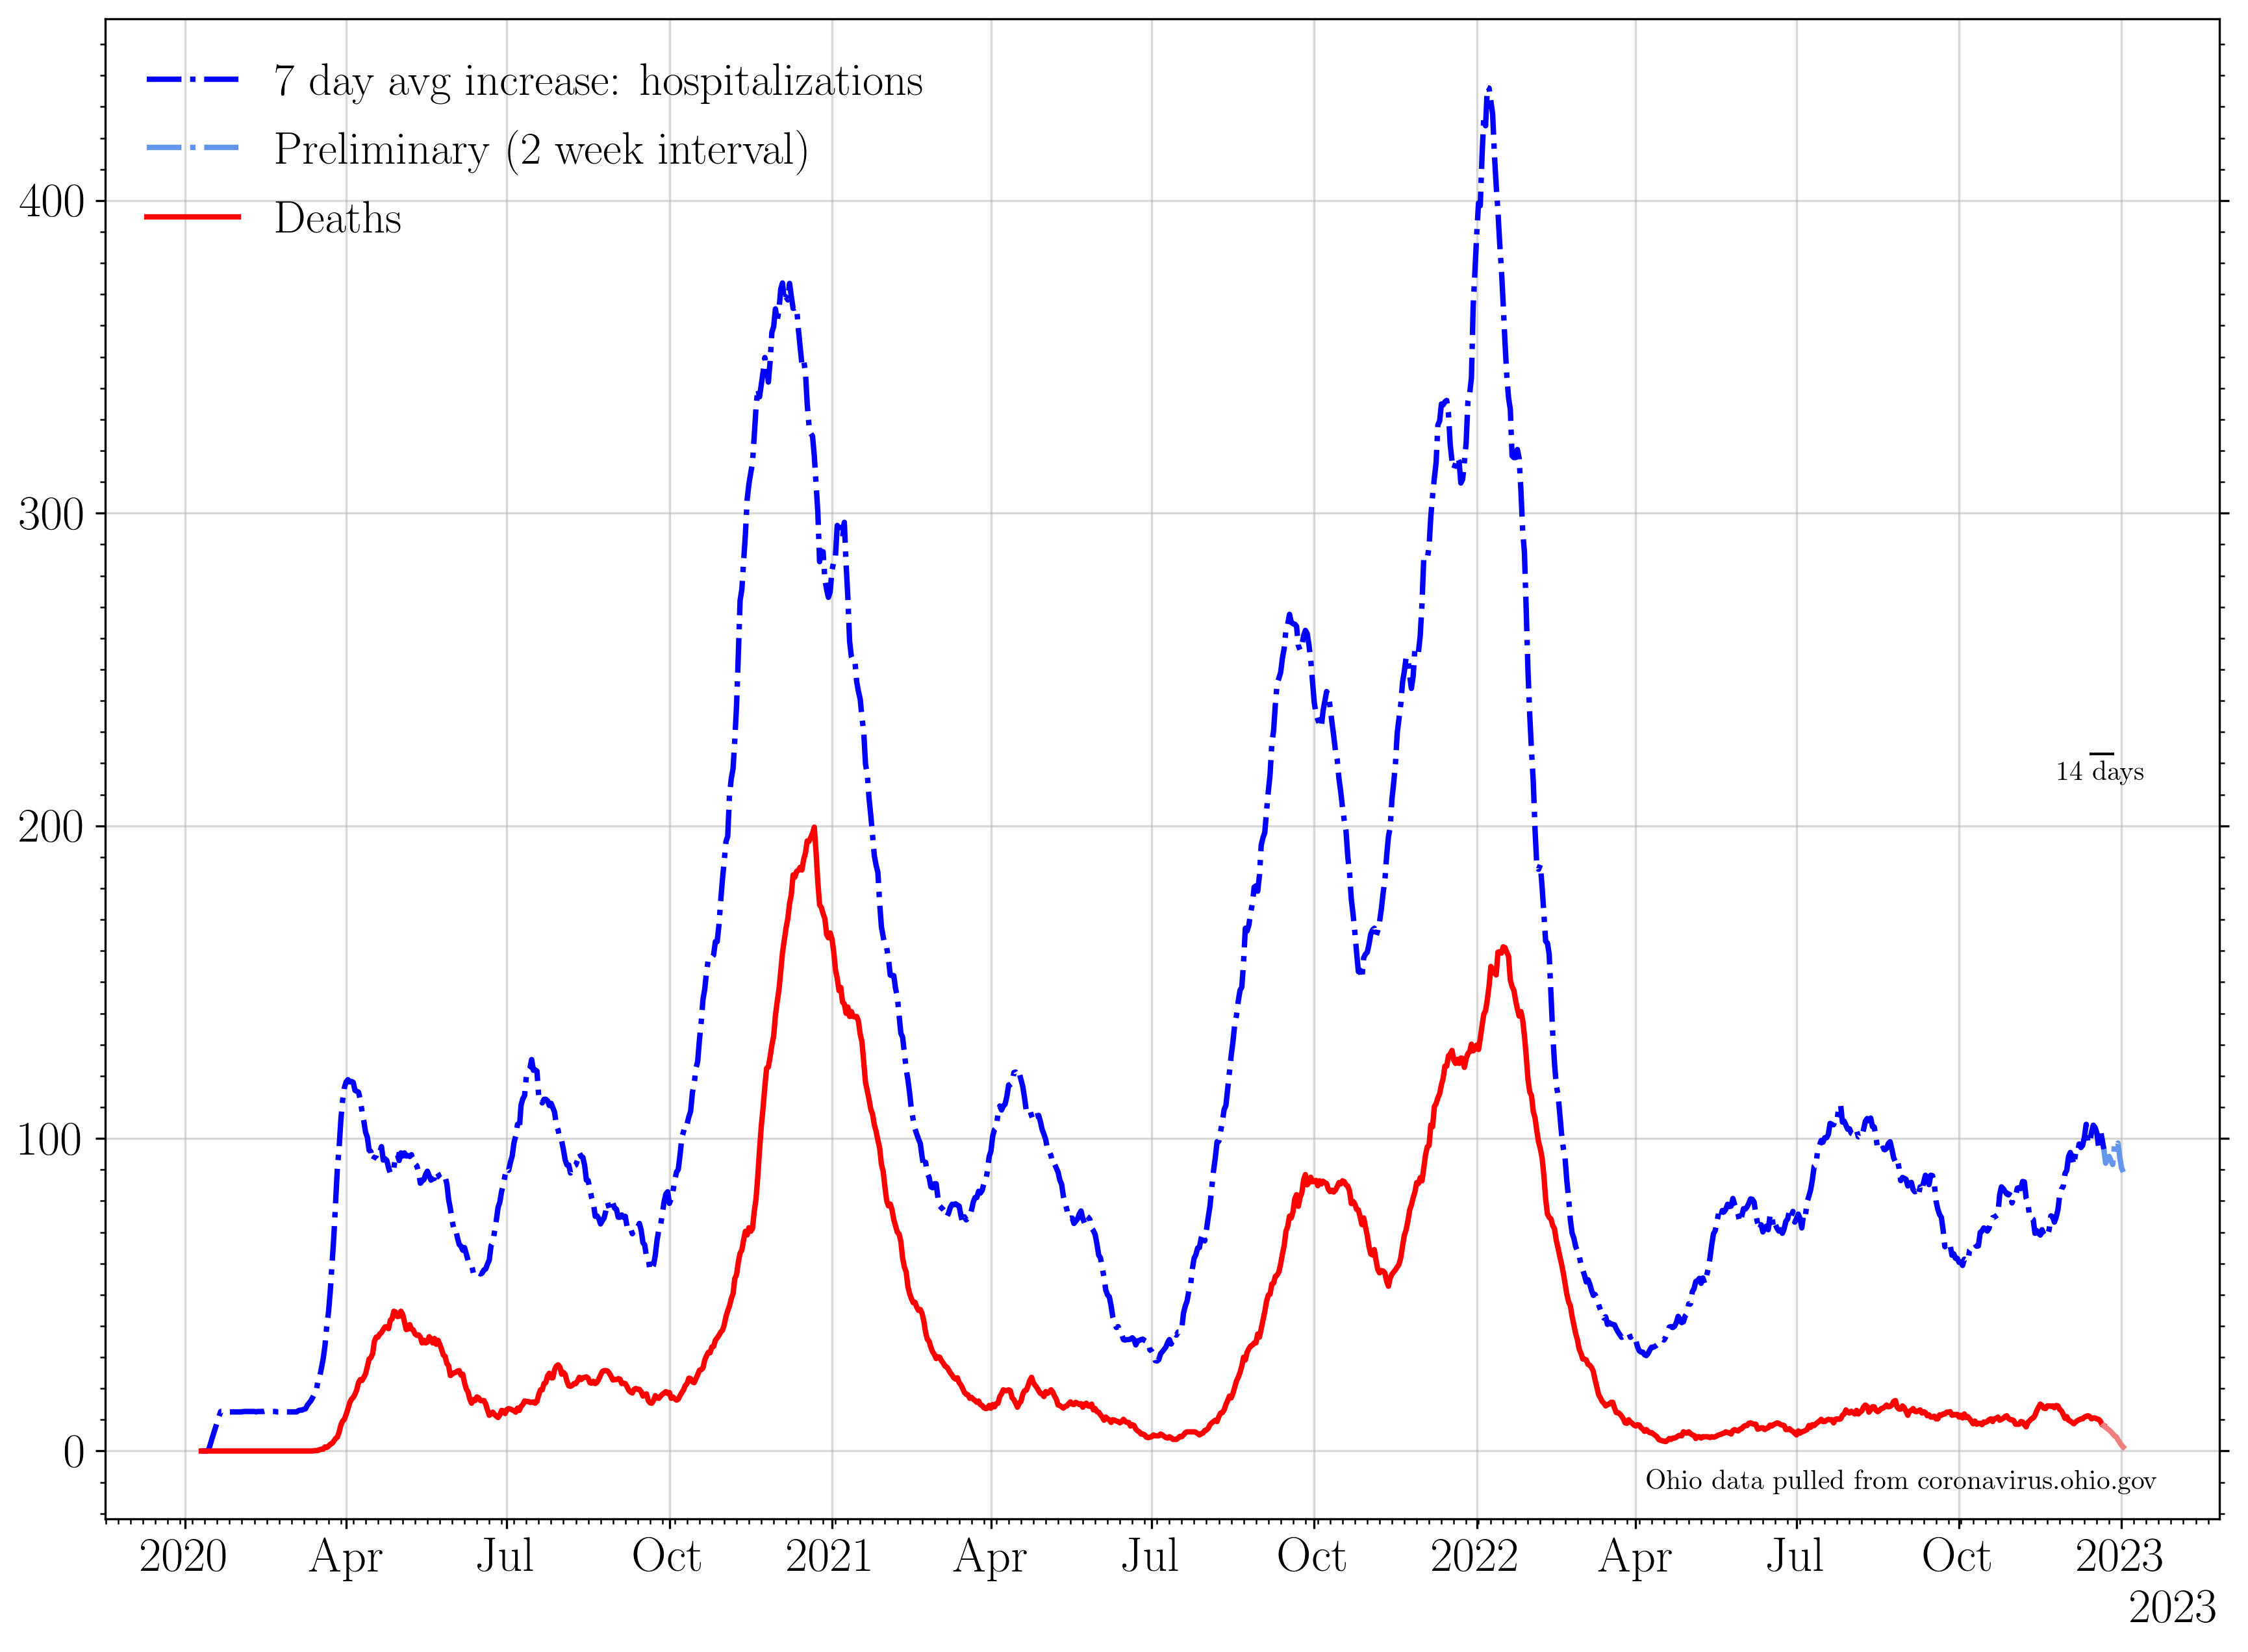 7 day avg increase: hospitalizations
Preliminary (2 week interval)
Deaths
400
300
200
100
0
14 days
Ohio data pulled from coronavirus.ohio.gov
2020 Apr Jul Oct 2021 Apr Jul Oct 2022 Apr Jul Oct 2023
2023